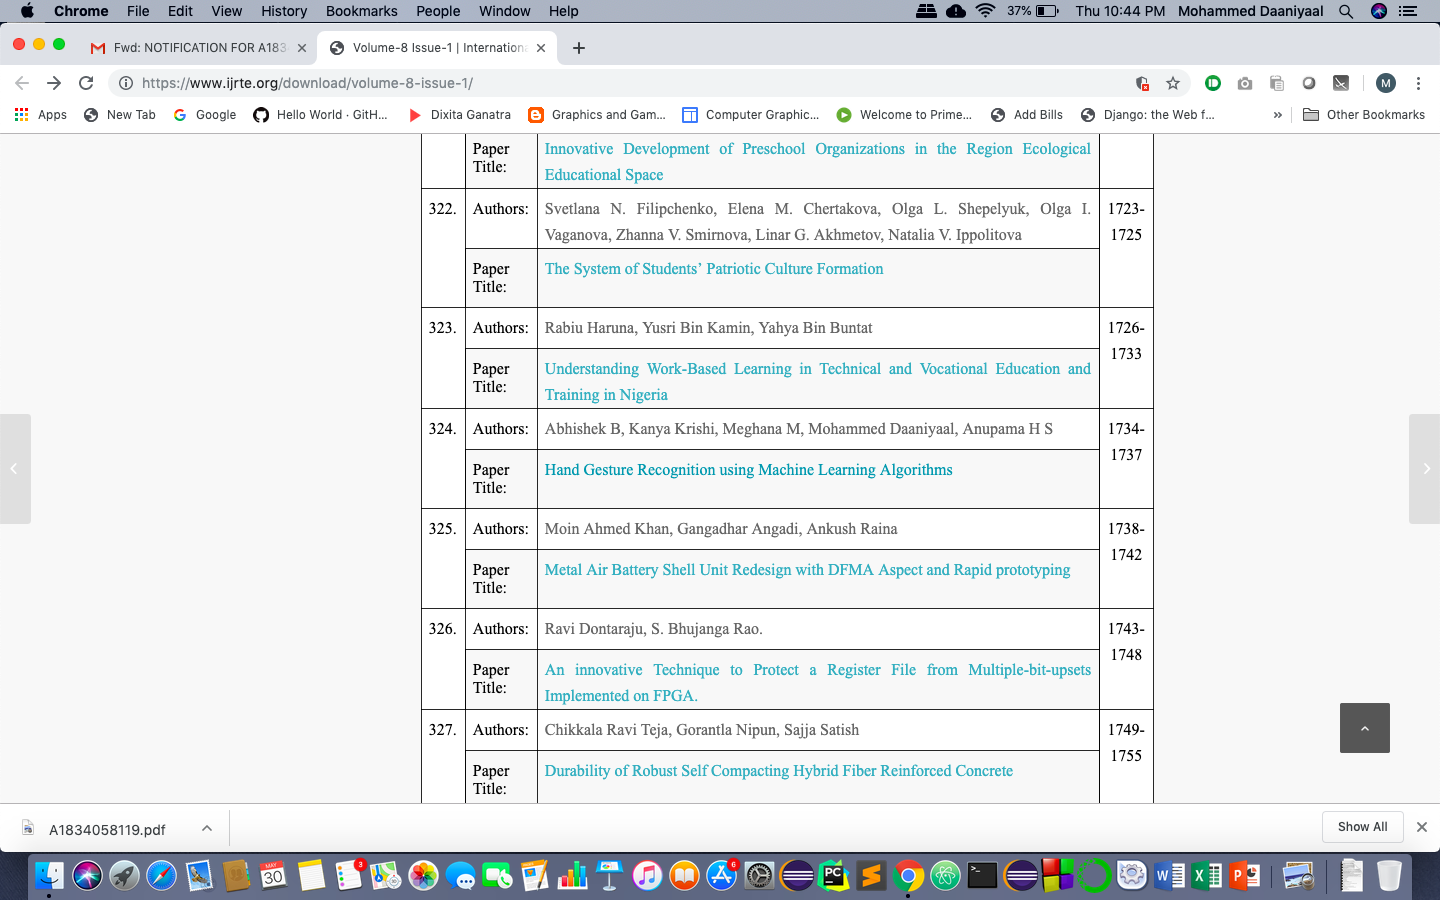 Chrome File Edit View History Bookmarks People Window Help 37% Thu 10:44 PM Mohammed Daaniyaal
Fwd: NOTIFICATION FOR A183 Volume-8 Issue-1 | Internation
https://www.ijrte.org/download/volume-8-issue-1/ M
Apps New Tab Google Hello World · GitH... Dixita Ganatra Graphics and Gam... Computer Graphic... Welcome to Prime... Add Bills Django: the Web f... » Other Bookmarks
Paper Title: Innovative Development of Preschool Organizations in the Region Ecological
Educational Space
322. Authors: Svetlana N. Filipchenko, Elena M. Chertakova, Olga L. Shepelyuk, Olga I. 1723-
Vaganova, Zhanna V. Smirnova, Linar G. Akhmetov, Natalia V. Ippolitova 1725
Paper The System of Students’ Patriotic Culture Formation
Title:
323. Authors: Rabiu Haruna, Yusri Bin Kamin, Yahya Bin Buntat 1726-
1733
Paper Understanding Work-Based Learning in Technical and Vocational Education and
Title: Training in Nigeria
324. Authors: Abhishek B, Kanya Krishi, Meghana M, Mohammed Daaniyaal, Anupama H S 1734-
1737
Paper Hand Gesture Recognition using Machine Learning Algorithms
Title:
325. Authors: Moin Ahmed Khan, Gangadhar Angadi, Ankush Raina 1738-
1742
Paper Metal Air Battery Shell Unit Redesign with DFMA Aspect and Rapid prototyping
Title:
326. Authors: Ravi Dontaraju, S. Bhujanga Rao. 1743-
1748
Paper An innovative Technique to Protect a Register File from Multiple-bit-upsets
Title: Implemented on FPGA.
327. Authors: Chikkala Ravi Teja, Gorantla Nipun, Sajja Satish 1749-
1755
Paper Durability of Robust Self Compacting Hybrid Fiber Reinforced Concrete
Title:
A1834058119.pdf Show All
MAY 30 3 6 PC W X P